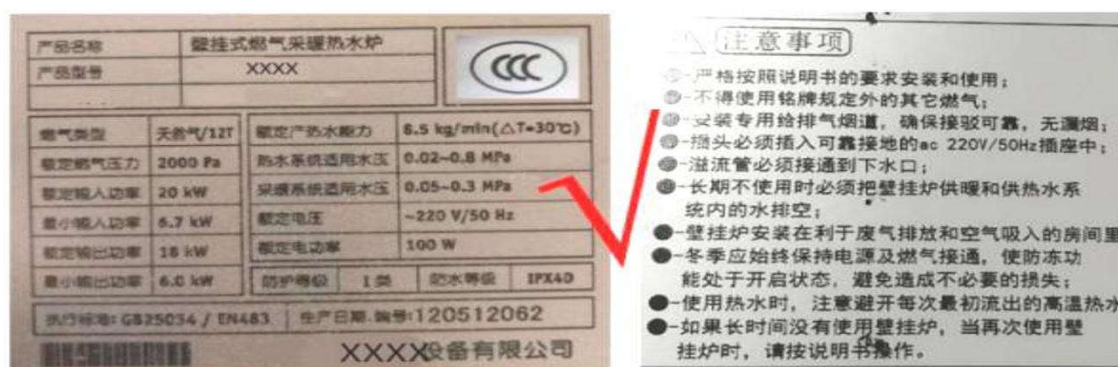 产品名称 壁挂式燃气采暖热水炉
产品型号 XXXX
CCC
燃气类型 天然气/12T 额定产热水能力 8.5 kg/min(△T=30℃)
额定燃气压力 2000 Pa 热水系统适用水压 0.02~0.8 MPa
额定输入功率 20 kW 采暖系统适用水压 0.05~0.3 MPa
最小输入功率 6.7 kW 额定电压 ~220 V/50 Hz
额定输出功率 18 kW 额定电功率 100 W
最小输出功率 6.0 kW 防护等级 I 类 防水等级 IPX4D
执行标准: GB25034 / EN483 生产日期.编号:120512062
XXXX设备有限公司
注意事项
-严格按照说明书的要求安装和使用;
-不得使用铭牌规定外的其它燃气;
-安装专用给排气烟道, 确保接驳可靠, 无漏烟;
-插头必须插入可靠接地的ac 220V/50Hz插座中;
-溢流管必须接通到下水口;
-长期不使用时必须把壁挂炉供暖和供热水系
统内的水排空;
-壁挂炉安装在利于废气排放和空气吸入的房间里
-冬季应始终保持电源及燃气接通, 使防冻功
能处于开启状态, 避免造成不必要的损失;
-使用热水时, 注意避开每次最初流出的高温热水
-如果长时间没有使用壁挂炉, 当再次使用壁
挂炉时, 请按说明书操作。